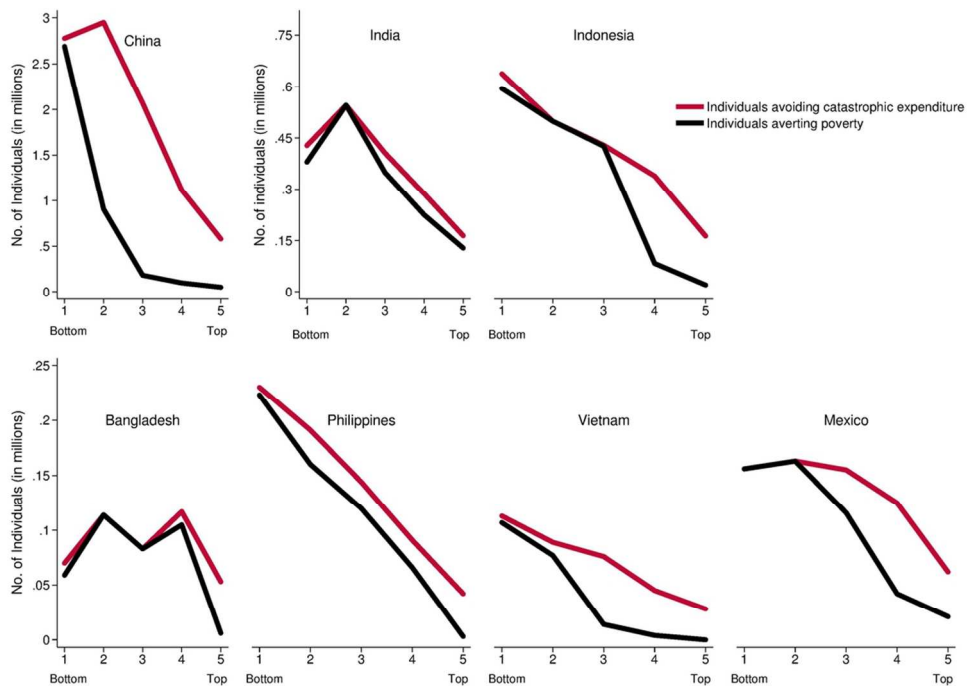 China
India
Indonesia
Individuals avoiding catastrophic expenditure
Individuals averting poverty
No. of Individuals (in millions)
3
2.5
2
1.5
1
.5
0
1 2 3 4 5
Bottom Top
No. of individuals (in millions)
.75
.6
.45
.3
.15
0
1 2 3 4 5
Bottom Top
1 2 3 4 5
Bottom Top
Bangladesh
Philippines
Vietnam
Mexico
No. of Individuals (in millions)
.25
.2
.15
.1
.05
0
1 2 3 4 5
Bottom Top
1 2 3 4 5
Bottom Top
1 2 3 4 5
Bottom Top
1 2 3 4 5
Bottom Top